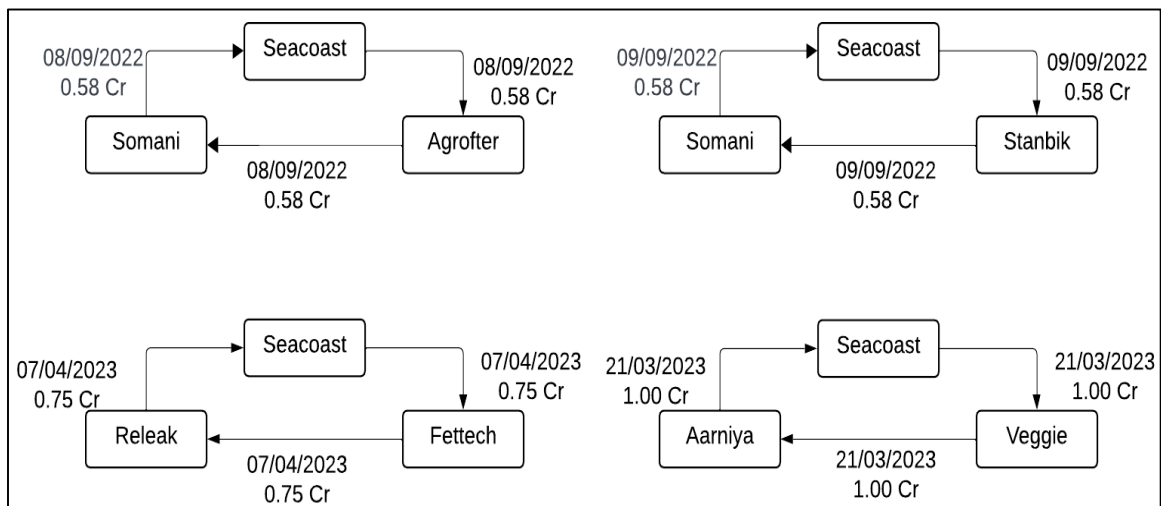 Seacoast
08/09/2022
0.58 Cr
08/09/2022
0.58 Cr
Somani
Agrofter
08/09/2022
0.58 Cr
Seacoast
09/09/2022
0.58 Cr
09/09/2022
0.58 Cr
Somani
Stanbik
09/09/2022
0.58 Cr
Seacoast
07/04/2023
0.75 Cr
07/04/2023
0.75 Cr
Releak
Fettech
07/04/2023
0.75 Cr
Seacoast
21/03/2023
1.00 Cr
21/03/2023
1.00 Cr
Aarniya
Veggie
21/03/2023
1.00 Cr